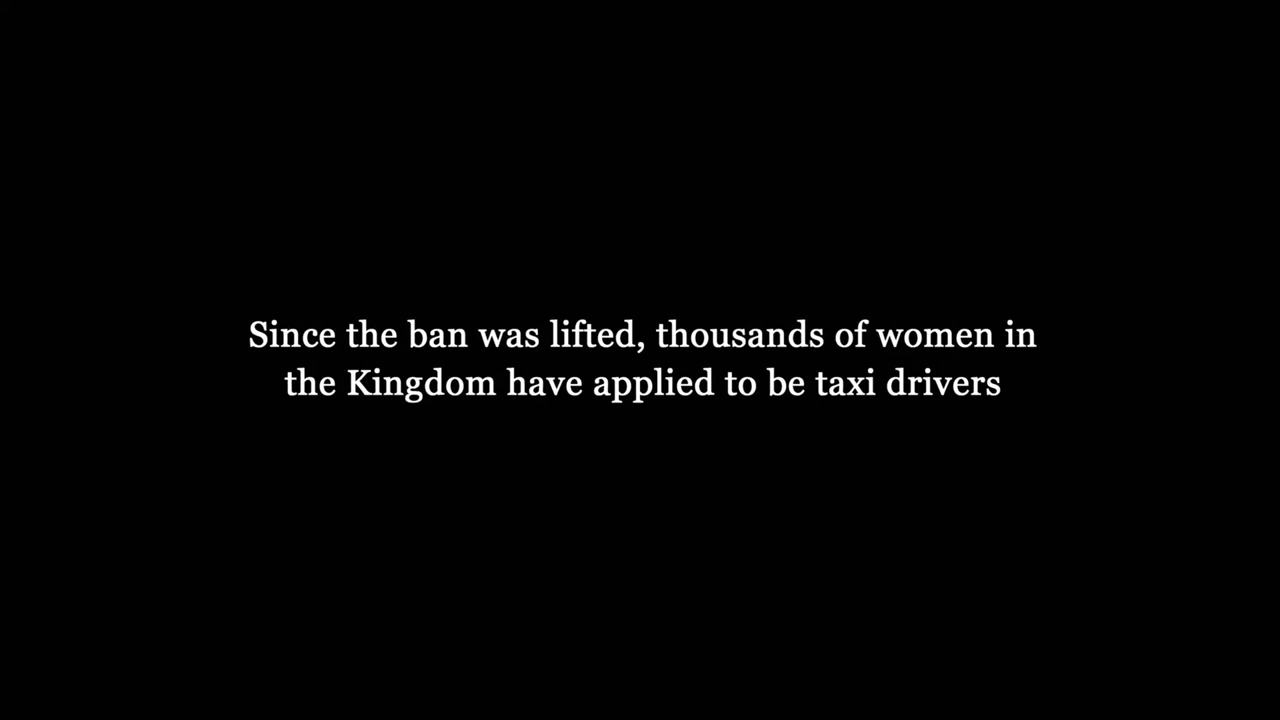 Since the ban was lifted, thousands of women in
the Kingdom have applied to be taxi drivers